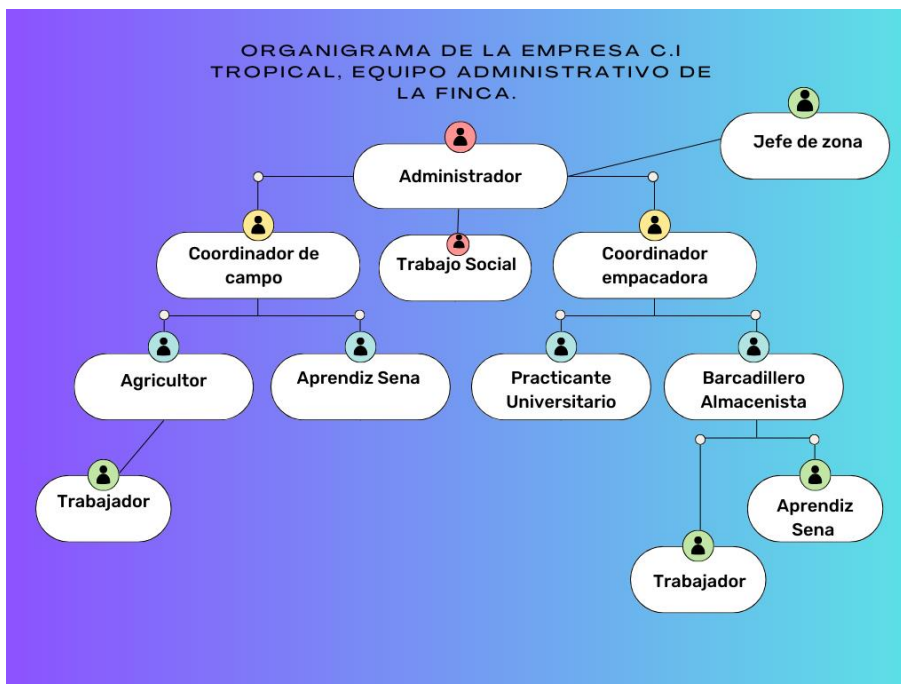 ORGANIGRAMA DE LA EMPRESA C.I
TROPICAL, EQUIPO ADMINISTRATIVO DE
LA FINCA.
Jefe de zona
Administrador
Coordinador de
campo
Trabajo Social
Coordinador
empacadora
Agricultor
Aprendiz Sena
Practicante
Universitario
Barcadillero
Almacenista
Trabajador
Aprendiz
Sena
Trabajador